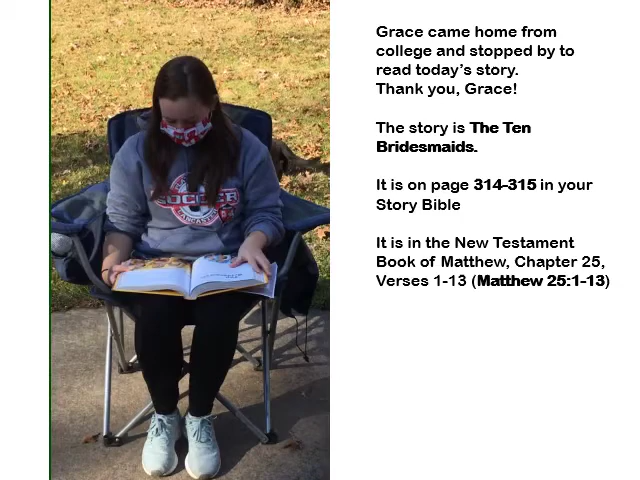 Grace came home from
college and stopped by to
read today's story.
Thank you, Grace!
The story is The Ten
Bridesmaids.
It is on page 314-315 in your
Story Bible
It is in the New Testament
Book of Matthew, Chapter 25,
Verses 1-13 (Matthew 25:1-13)
SOCCER
LANCASTER